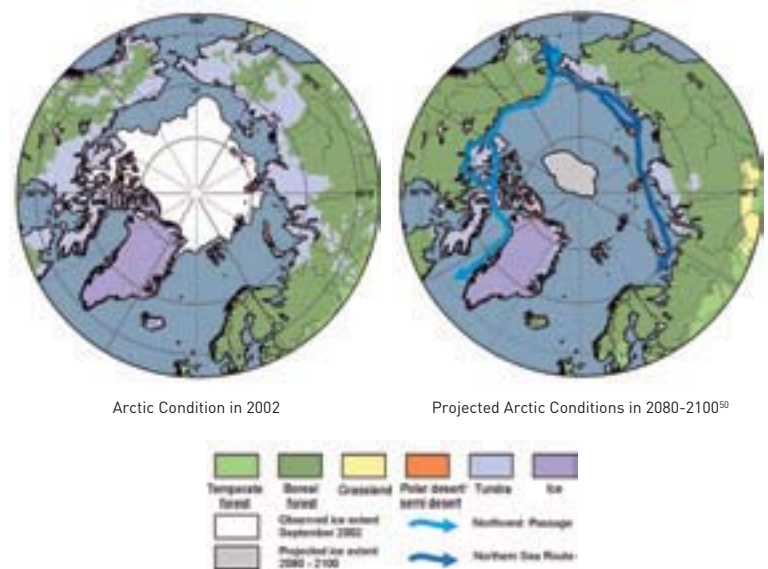 Arctic Condition in 2002
Projected Arctic Conditions in 2080-2100⁵⁰
Temperate forest
Boreal forest
Grassland
Polar desert/ semi desert
Tundra
Ice
Observed ice extent
September 2002
Northwest Passage
Projected ice extent
2080 - 2100
Northern Sea Route